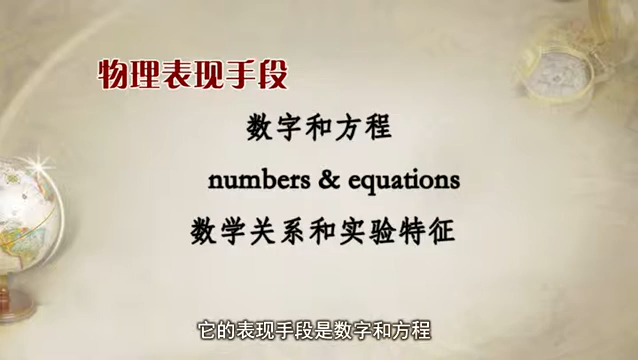 物理表现手段
数字和方程
numbers & equations
数学关系和实验特征
它的表现手段是数字和方程